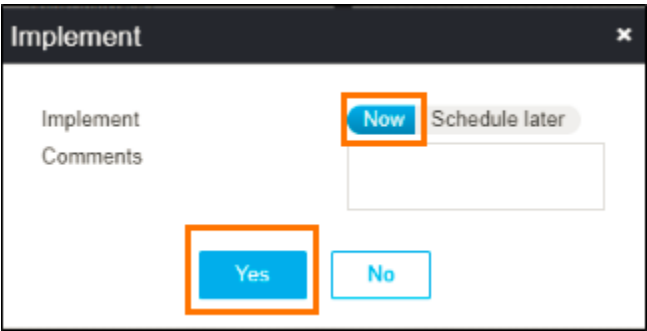 Implement
Implement Now Schedule later
Comments
Yes No